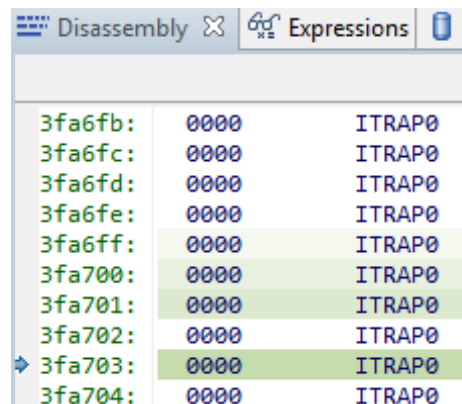 Disassembly Expressions
3fa6fb: 0000 ITRAP0
3fa6fc: 0000 ITRAP0
3fa6fd: 0000 ITRAP0
3fa6fe: 0000 ITRAP0
3fa6ff: 0000 ITRAP0
3fa700: 0000 ITRAP0
3fa701: 0000 ITRAP0
3fa702: 0000 ITRAP0
3fa703: 0000 ITRAP0
3fa704: 0000 ITRAP0